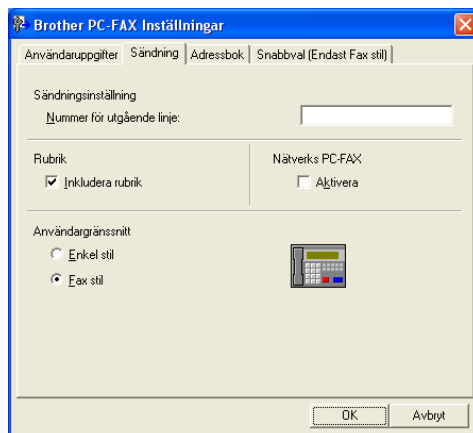 Brother PC-FAX Inställningar
Användaruppgifter Sändning Adressbok Snabbval (Endast Fax stil)
Sändningsinställning
Nummer för utgående linje:
Rubrik
Inkludera rubrik
Nätverks PC-FAX
Aktivera
Användargränssnitt
Enkel stil
Fax stil
OK Avbryt